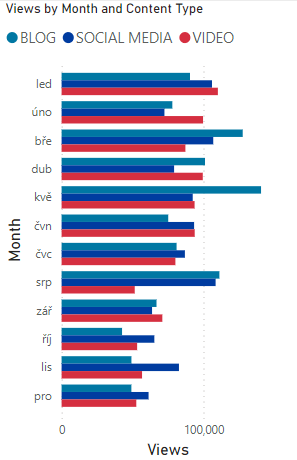 Views by Month and Content Type
BLOG SOCIAL MEDIA VIDEO
led
úno
bře
dub
kvě
čvn
čvc
srp
zář
říj
lis
pro
Month
0 100,000
Views